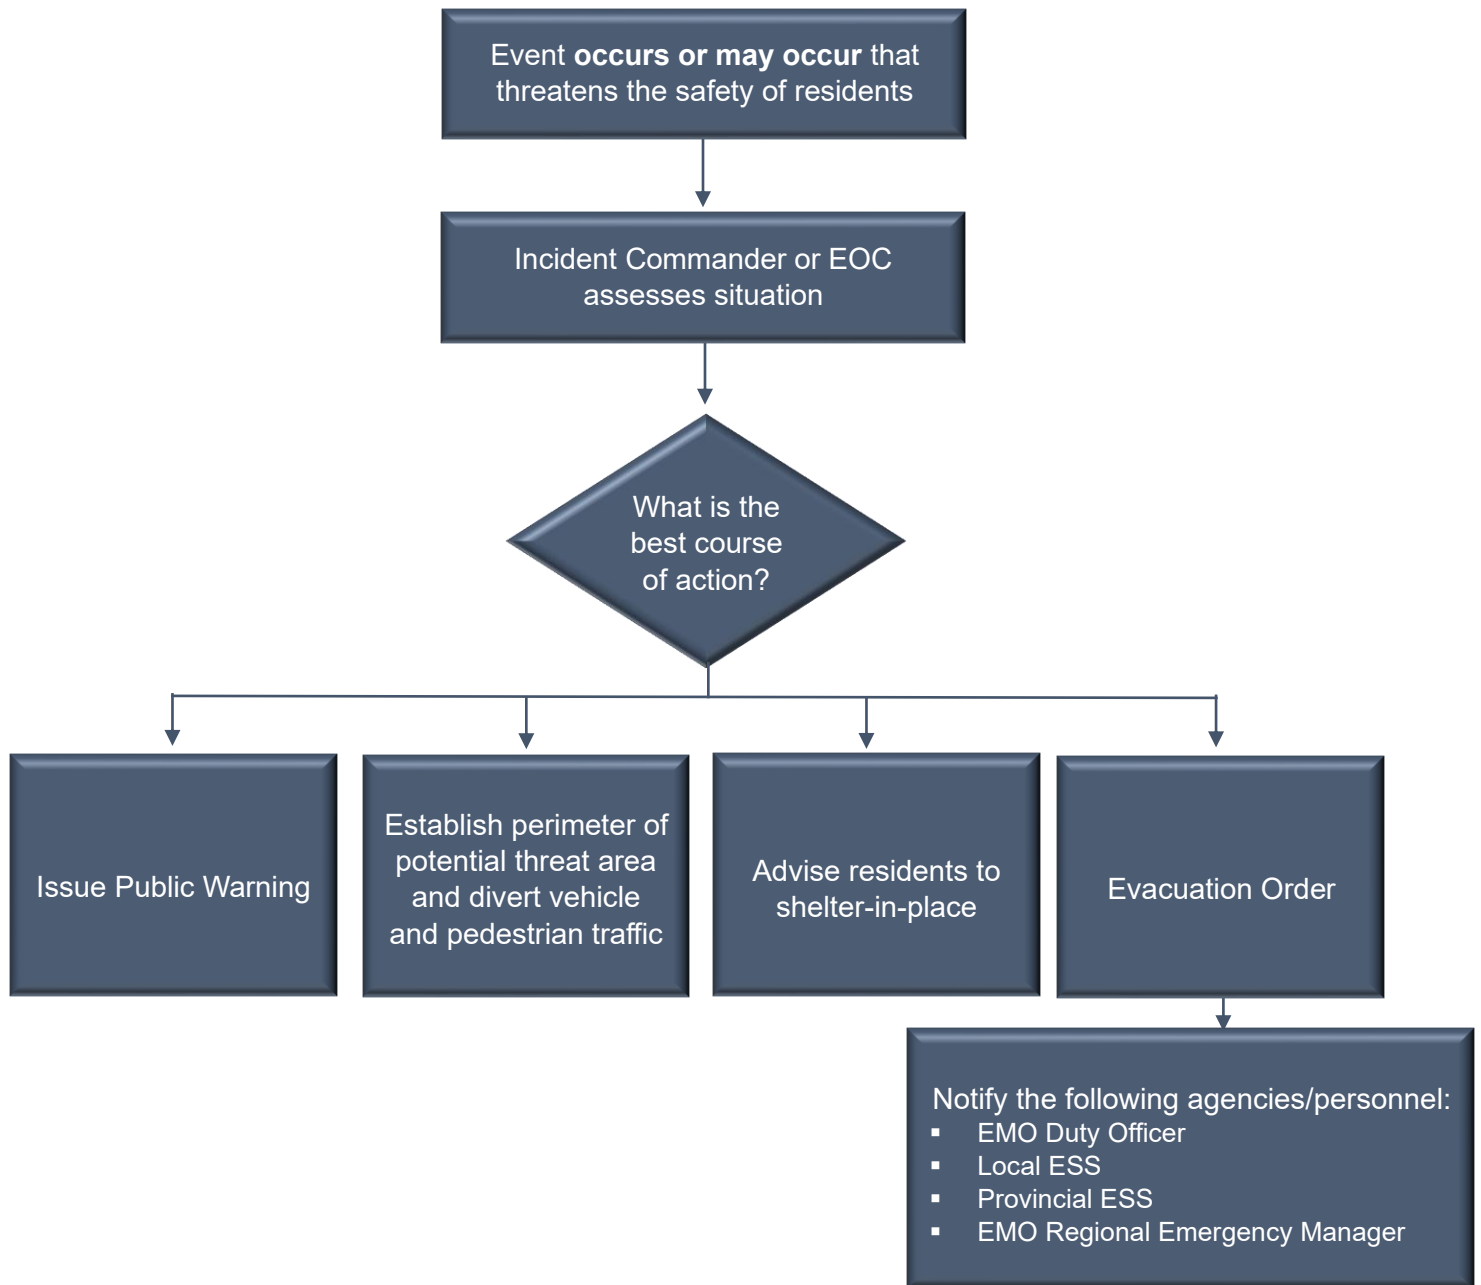 Event occurs or may occur that
threatens the safety of residents
Incident Commander or EOC
assesses situation
What is the
best course
of action?
Issue Public Warning
Establish perimeter of
potential threat area
and divert vehicle
and pedestrian traffic
Advise residents to
shelter-in-place
Evacuation Order
Notify the following agencies/personnel:
▪ EMO Duty Officer
▪ Local ESS
▪ Provincial ESS
▪ EMO Regional Emergency Manager